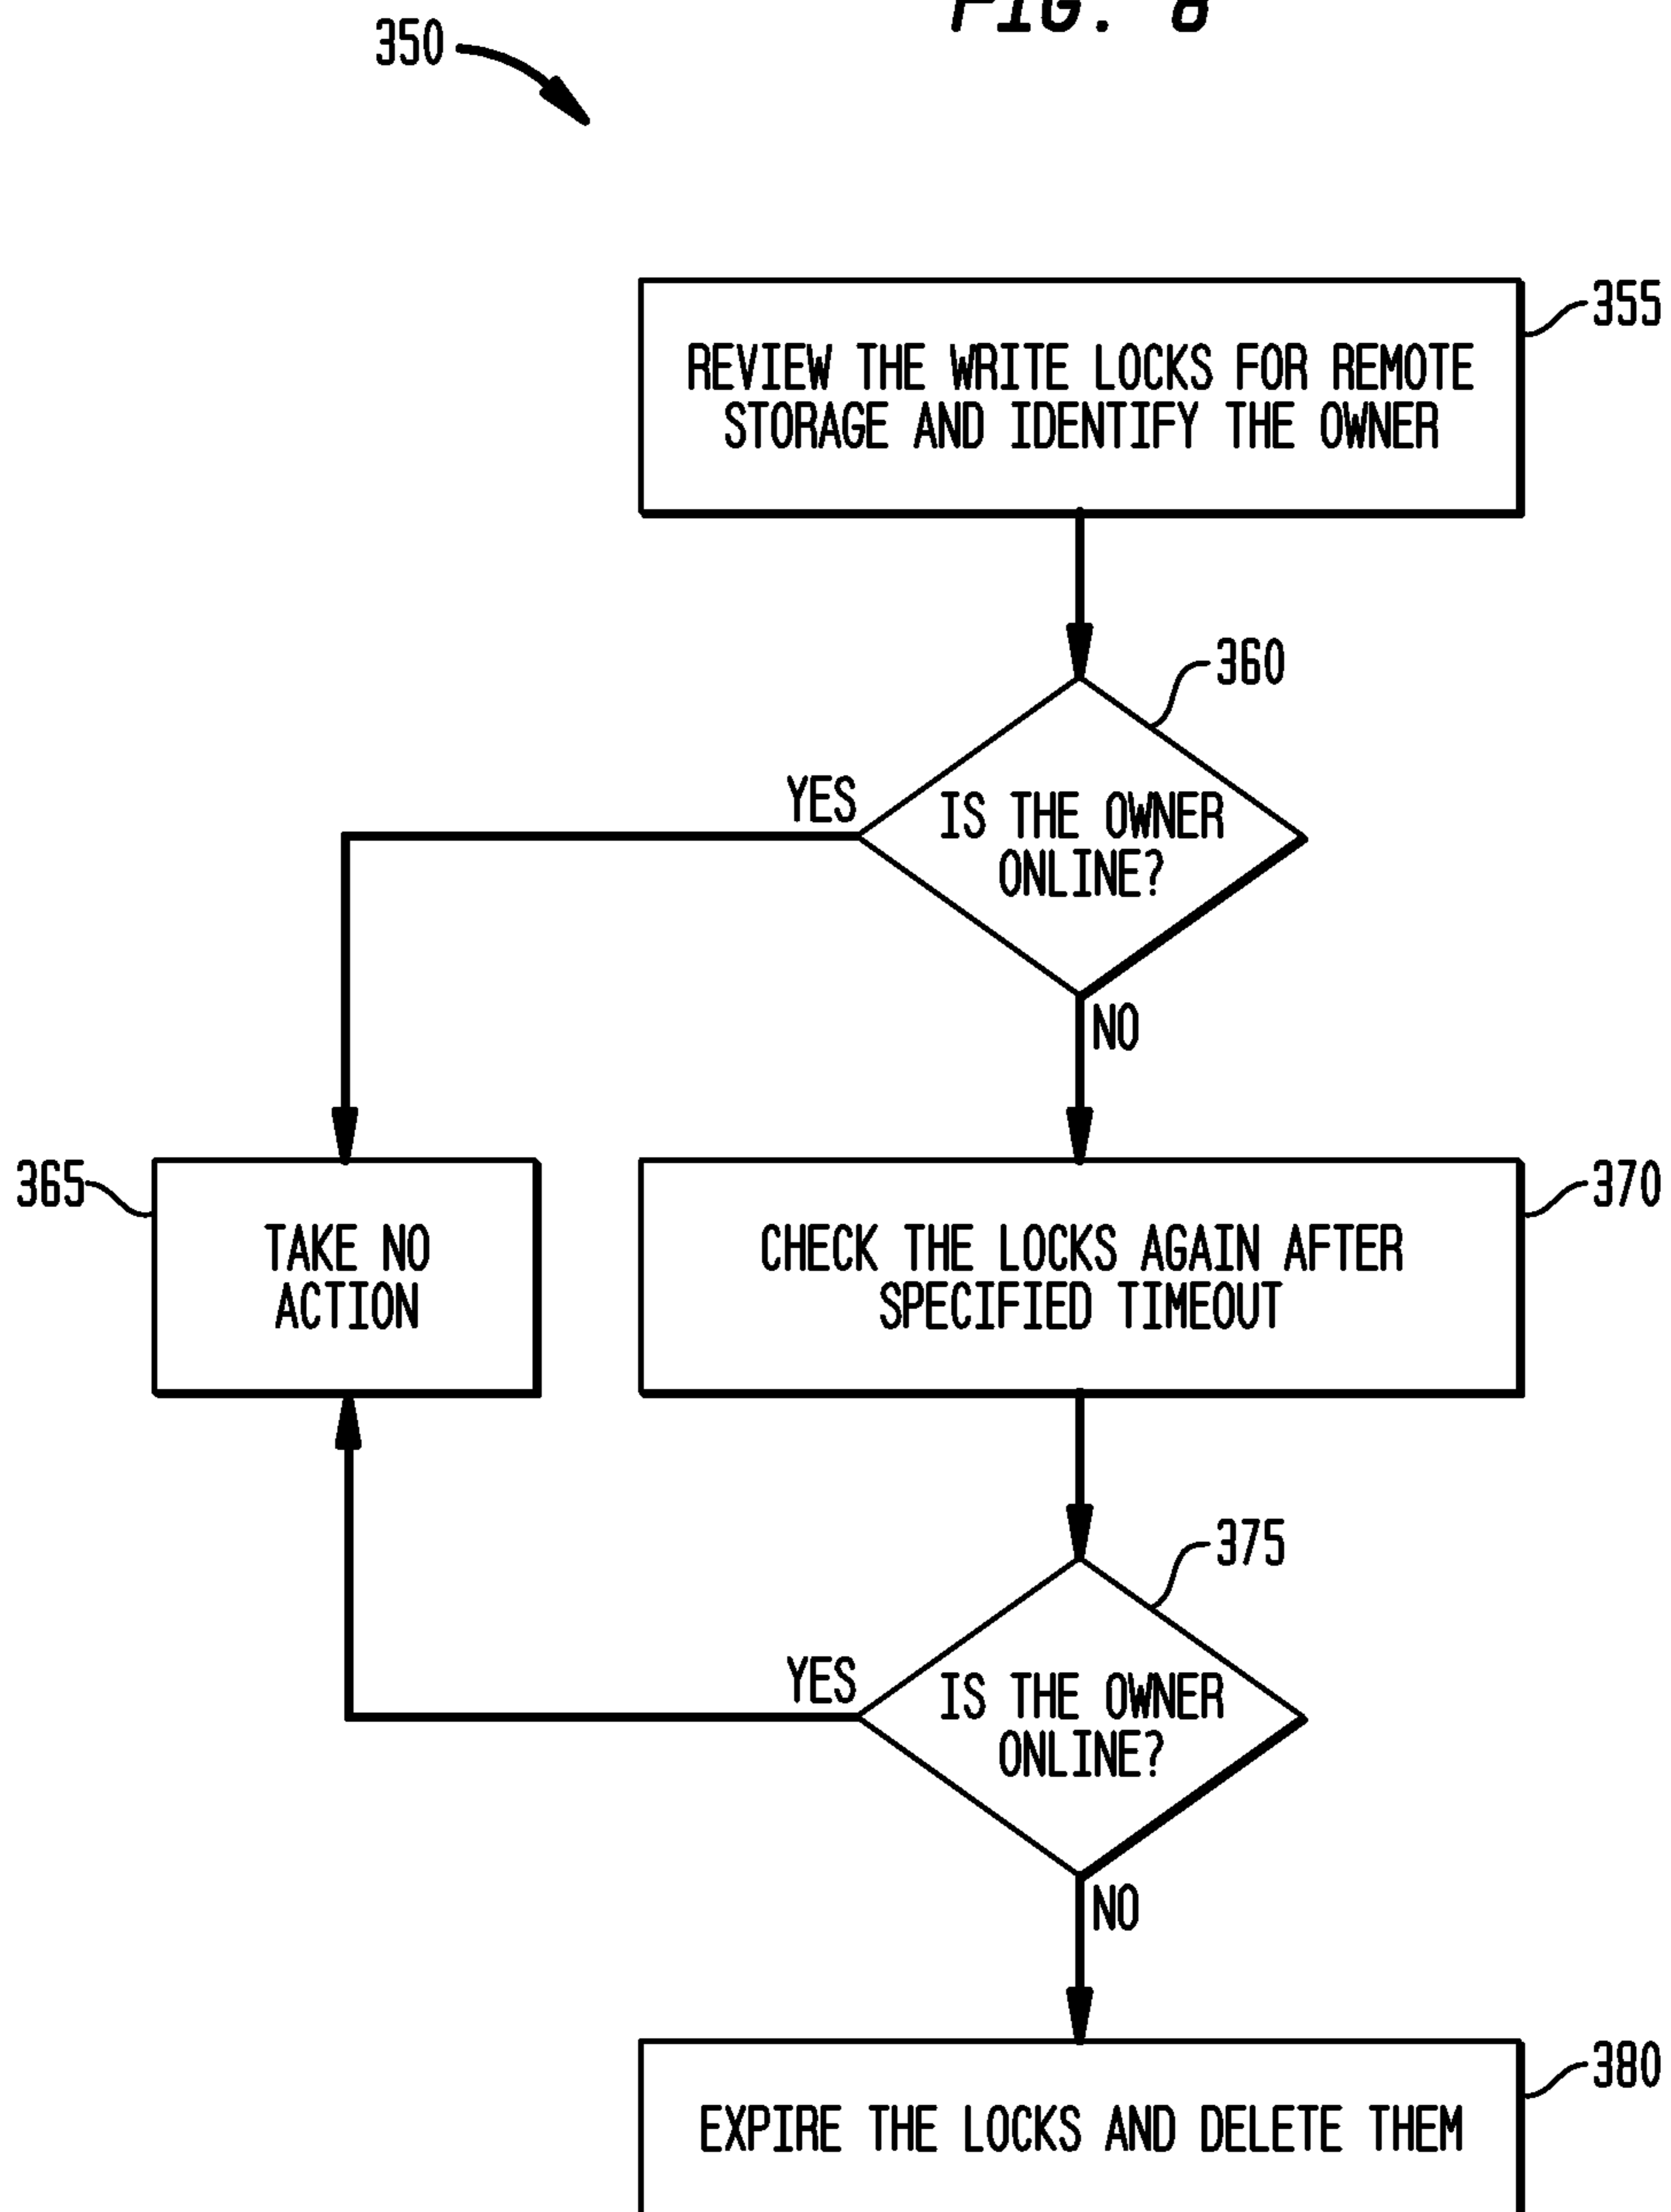 350
355
REVIEW THE WRITE LOCKS FOR REMOTE
STORAGE AND IDENTIFY THE OWNER
360
YES
IS THE OWNER
ONLINE?
NO
365
TAKE NO
ACTION
370
CHECK THE LOCKS AGAIN AFTER
SPECIFIED TIMEOUT
375
YES
IS THE OWNER
ONLINE?
NO
380
EXPIRE THE LOCKS AND DELETE THEM